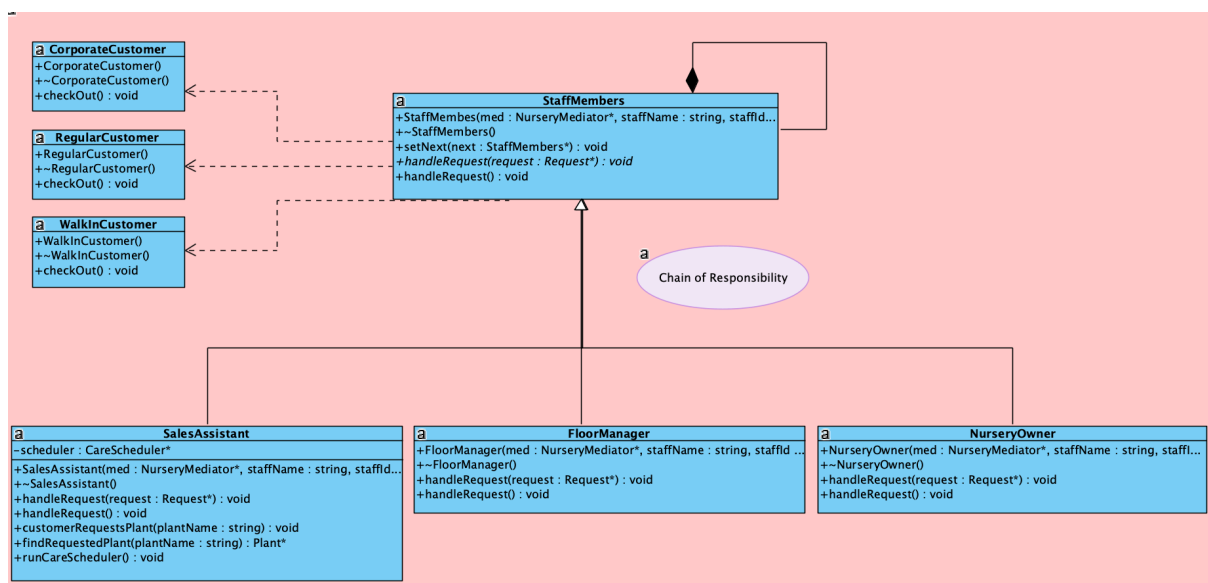 a CorporateCustomer
+CorporateCustomer()
+~CorporateCustomer()
+checkOut() : void
a RegularCustomer
+RegularCustomer()
+~RegularCustomer()
+checkOut() : void
a WalkInCustomer
+WalkInCustomer()
+~WalkInCustomer()
+checkOut() : void
a StaffMembers
+StaffMembes(med : NurseryMediator*, staffName : string, staffId...
+~StaffMembers()
+setNext(next : StaffMembers*) : void
+handleRequest(request : Request*) : void
+handleRequest() : void
a
Chain of Responsibility
a SalesAssistant
-scheduler : CareScheduler*
+SalesAssistant(med : NurseryMediator*, staffName : string, staffId...
+~SalesAssistant()
+handleRequest(request : Request*) : void
+handleRequest() : void
+customerRequestsPlant(plantName : string) : void
+findRequestedPlant(plantName : string) : Plant*
+runCareScheduler() : void
a FloorManager
+FloorManager(med : NurseryMediator*, staffName : string, staffId ...
+~FloorManager()
+handleRequest(request : Request*) : void
+handleRequest() : void
a NurseryOwner
+NurseryOwner(med : NurseryMediator*, staffName : string, staffI...
+~NurseryOwner()
+handleRequest(request : Request*) : void
+handleRequest() : void